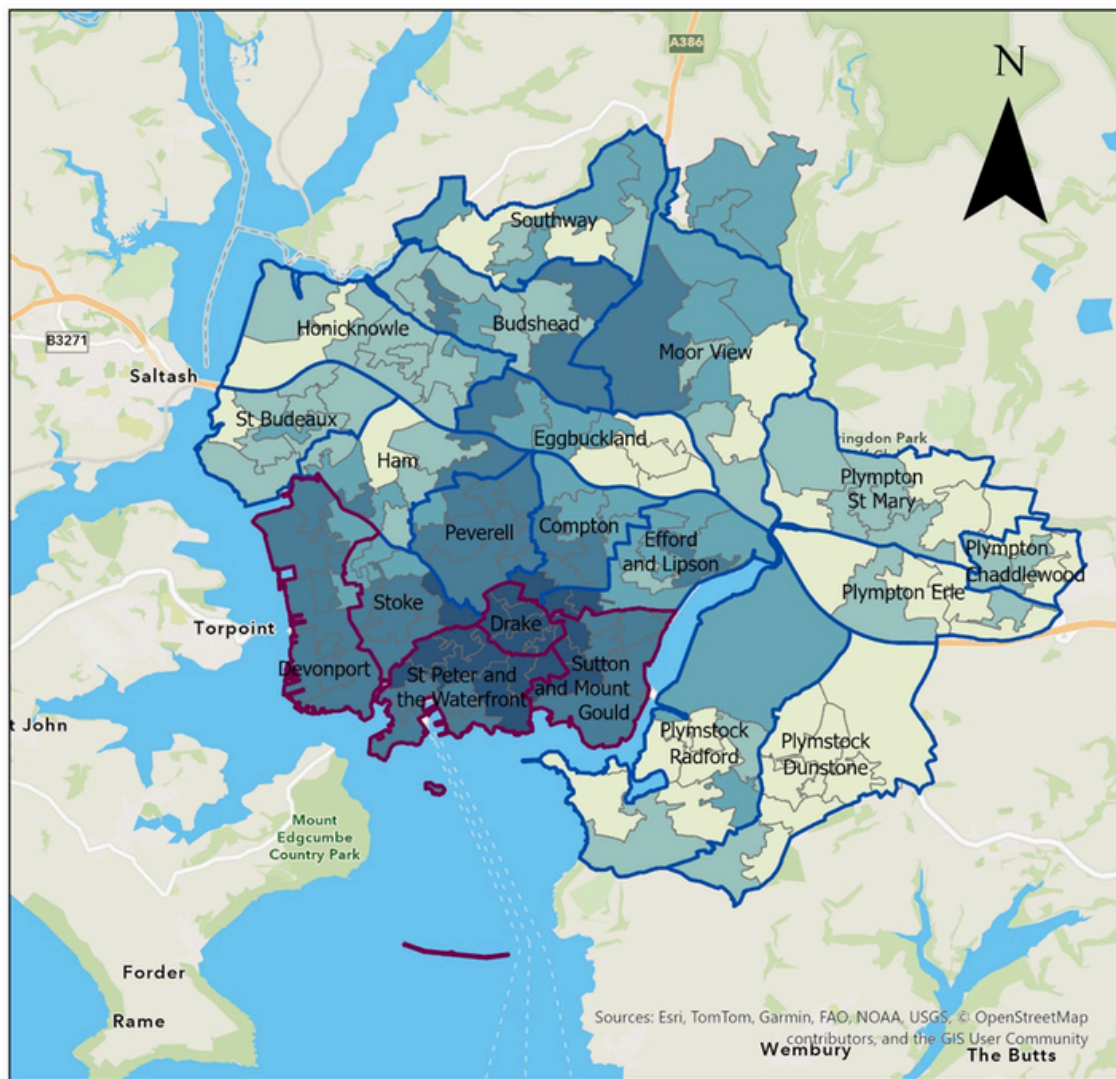 A386
N
Southway
B3271
Honicknowle
Budshead
Moor View
Saltash
St Budeaux
Eggbuckland
Ham
Plympton
St Mary
Peverell
Compton
Efford
and Lipson
Plympton
Chaddlewood
Plympton Erle
Stoke
Torpoint
Drake
Devonport
St Peter and
the Waterfront
Sutton
and Mount
Gould
t John
Plymstock
Radford
Plymstock
Dunstone
Mount
Edgcumbe
Country Park
Forder
Rame
Sources: Esri, TomTom, Garmin, FAO, NOAA, USGS, © OpenStreetMap
contributors, and the GIS User Community
Wembury
The Butts